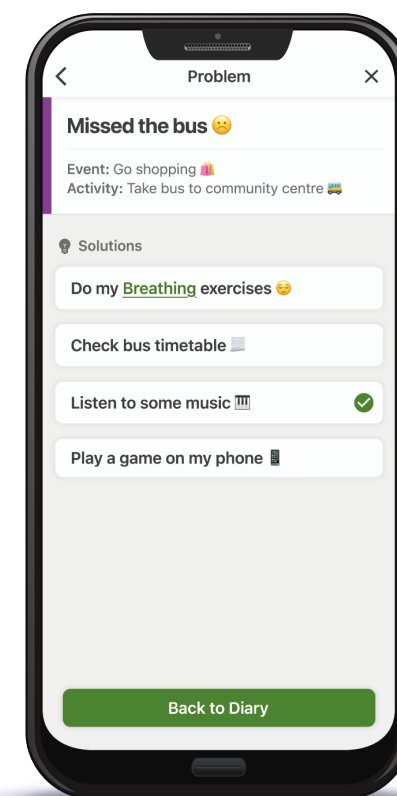 Problem
Missed the bus ☹️
Event: Go shopping 🛍️
Activity: Take bus to community centre 🚌
Solutions
Do my Breathing exercises 😌
Check bus timetable 📃
Listen to some music 🎹
Play a game on my phone 📱
Back to Diary